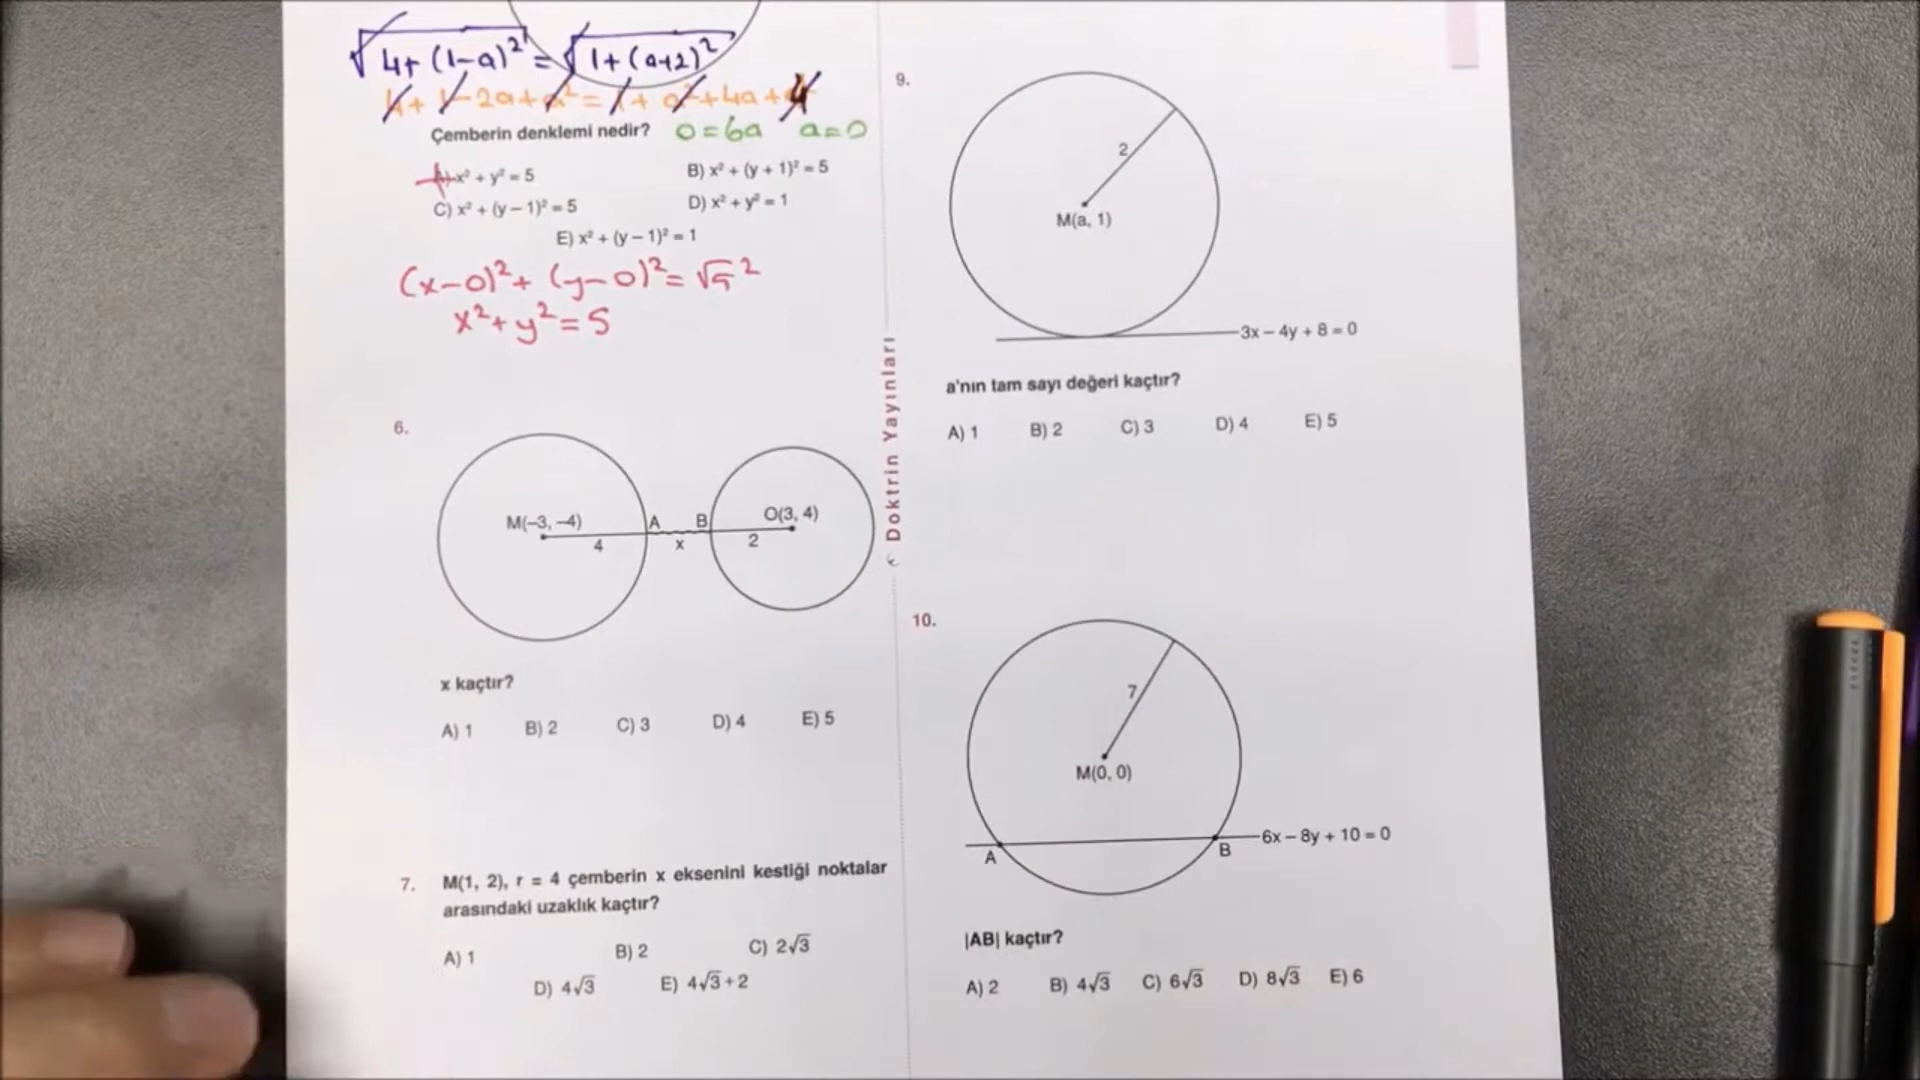 √4+(1-a)² = √1+(a+2)²
4+1-2a+a²=1+a²+4a+4
Çemberin denklemi nedir? 0=6a a=0
A) x² + y² = 5 B) x² + (y + 1)² = 5
C) x² + (y – 1)² = 5 D) x² + y² = 1
E) x² + (y – 1)² = 1
(x-0)²+ (y-0)²=√5²
x²+y²=5
6.
M(–3, –4) A B O(3, 4)
4 x 2
x kaçtır?
A) 1 B) 2 C) 3 D) 4 E) 5
7. M(1, 2), r = 4 çemberin x eksenini kestiği noktalar
arasındaki uzaklık kaçtır?
A) 1 B) 2 C) 2√3
D) 4√3 E) 4√3+2
Doktrin Yayınları
9.
2
M(a, 1)
3x – 4y + 8 = 0
a'nın tam sayı değeri kaçtır?
A) 1 B) 2 C) 3 D) 4 E) 5
10.
7
M(0, 0)
6x – 8y + 10 = 0
A B
|AB| kaçtır?
A) 2 B) 4√3 C) 6√3 D) 8√3 E) 6